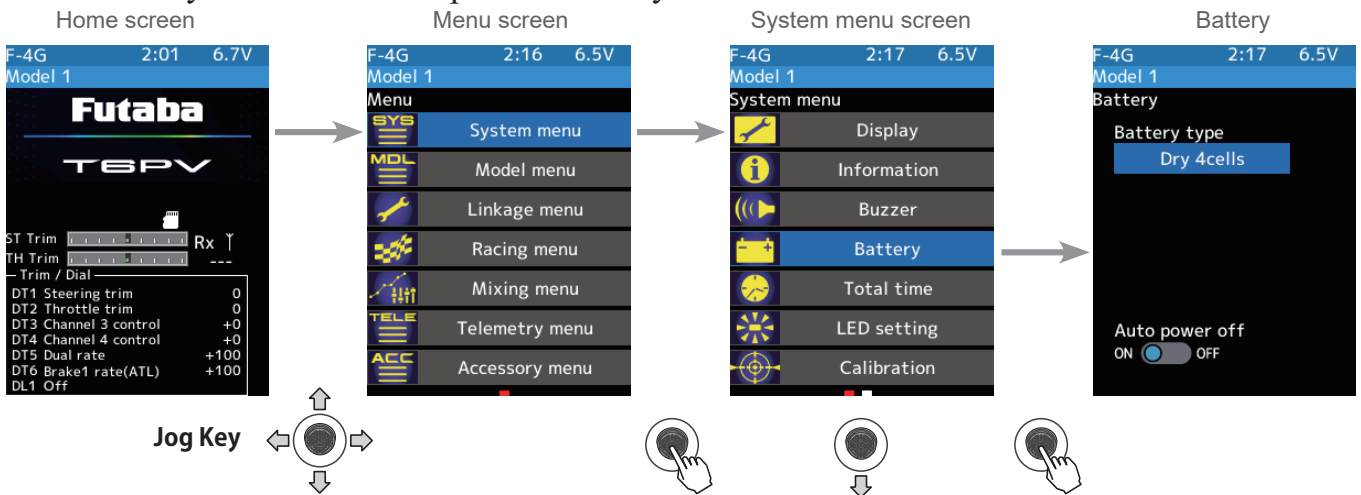 Home screen
Menu screen
System menu screen
Battery
F-4G 2:01 6.7V
Model 1
Futaba
T6PV
ST Trim
Rx
TH Trim
---
Trim / Dial
DT1 Steering trim 0
DT2 Throttle trim 0
DT3 Channel 3 control +0
DT4 Channel 4 control +0
DT5 Dual rate +100
DT6 Brake1 rate(ATL) +100
DL1 Off
F-4G 2:16 6.5V
Model 1
Menu
SYS System menu
MDL Model menu
Linkage menu
Racing menu
Mixing menu
TELE Telemetry menu
ACC Accessory menu
F-4G 2:17 6.5V
Model 1
System menu
Display
Information
Buzzer
Battery
Total time
LED setting
Calibration
F-4G 2:17 6.5V
Model 1
Battery
Battery type
Dry 4cells
Auto power off
ON OFF
Jog Key